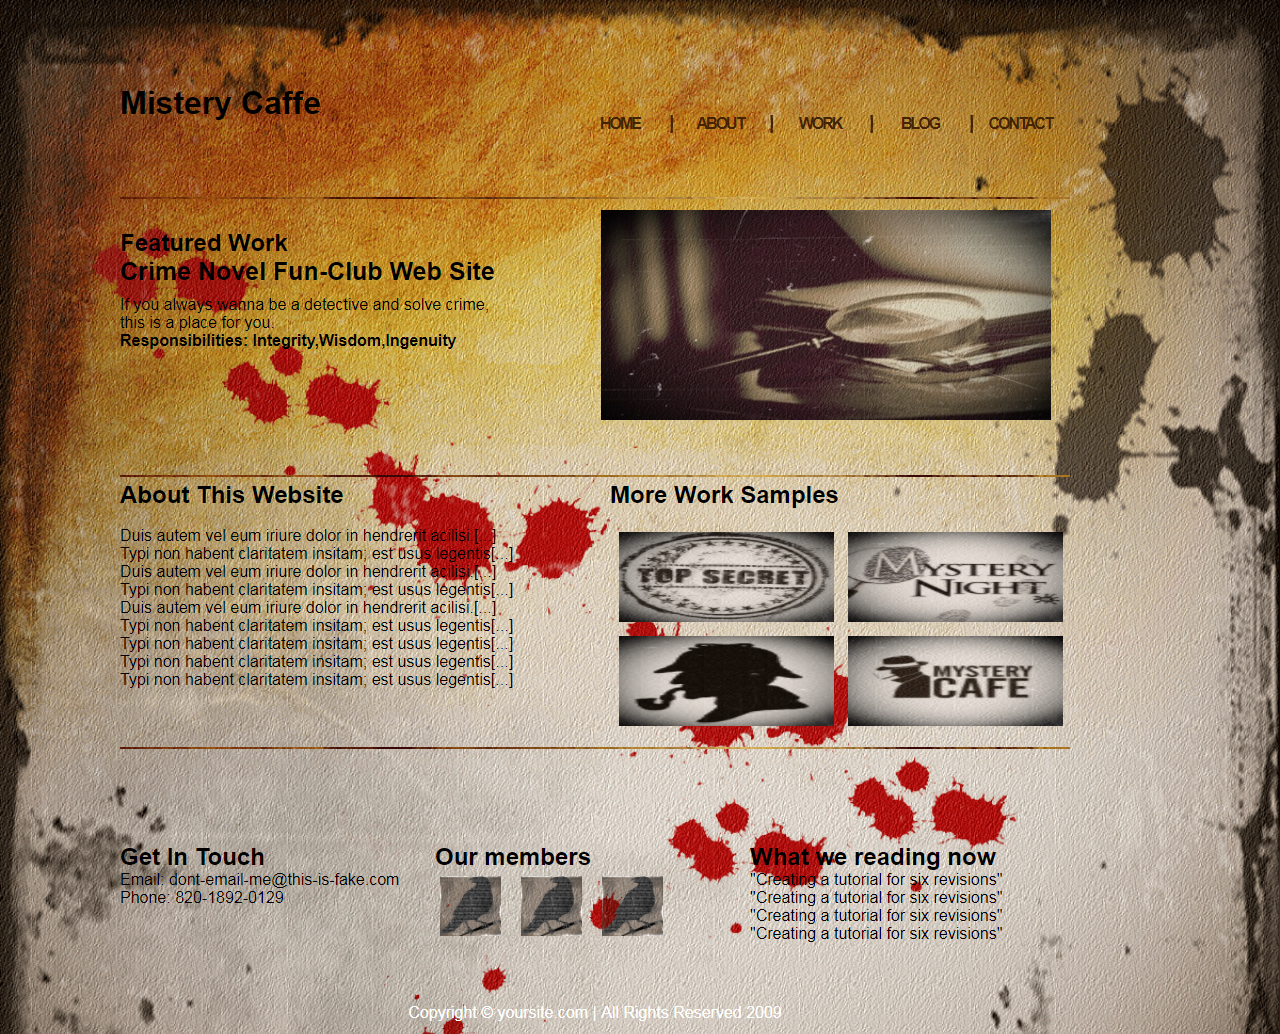 Mistery Caffe
HOME | ABOUT | WORK | BLOG | CONTACT
Featured Work
Crime Novel Fun-Club Web Site
If you always wanna be a detective and solve crime,
this is a place for you.
Responsibilities: Integrity,Wisdom,Ingenuity
About This Website
Duis autem vel eum iriure dolor in hendrerit acilisi.[...]
Typi non habent claritatem insitam; est usus legentis[...]
Duis autem vel eum iriure dolor in hendrerit acilisi.[...]
Typi non habent claritatem insitam; est usus legentis[...]
Duis autem vel eum iriure dolor in hendrerit acilisi.[...]
Typi non habent claritatem insitam; est usus legentis[...]
Typi non habent claritatem insitam; est usus legentis[...]
Typi non habent claritatem insitam; est usus legentis[...]
Typi non habent claritatem insitam; est usus legentis[...]
More Work Samples
TOP SECRET
MYSTERY
NIGHT
MYSTERY
CAFE
Get In Touch
Email: dont-email-me@this-is-fake.com
Phone: 820-1892-0129
Our members
What we reading now
"Creating a tutorial for six revisions"
"Creating a tutorial for six revisions"
"Creating a tutorial for six revisions"
"Creating a tutorial for six revisions"
Copyright © yoursite.com | All Rights Reserved 2009